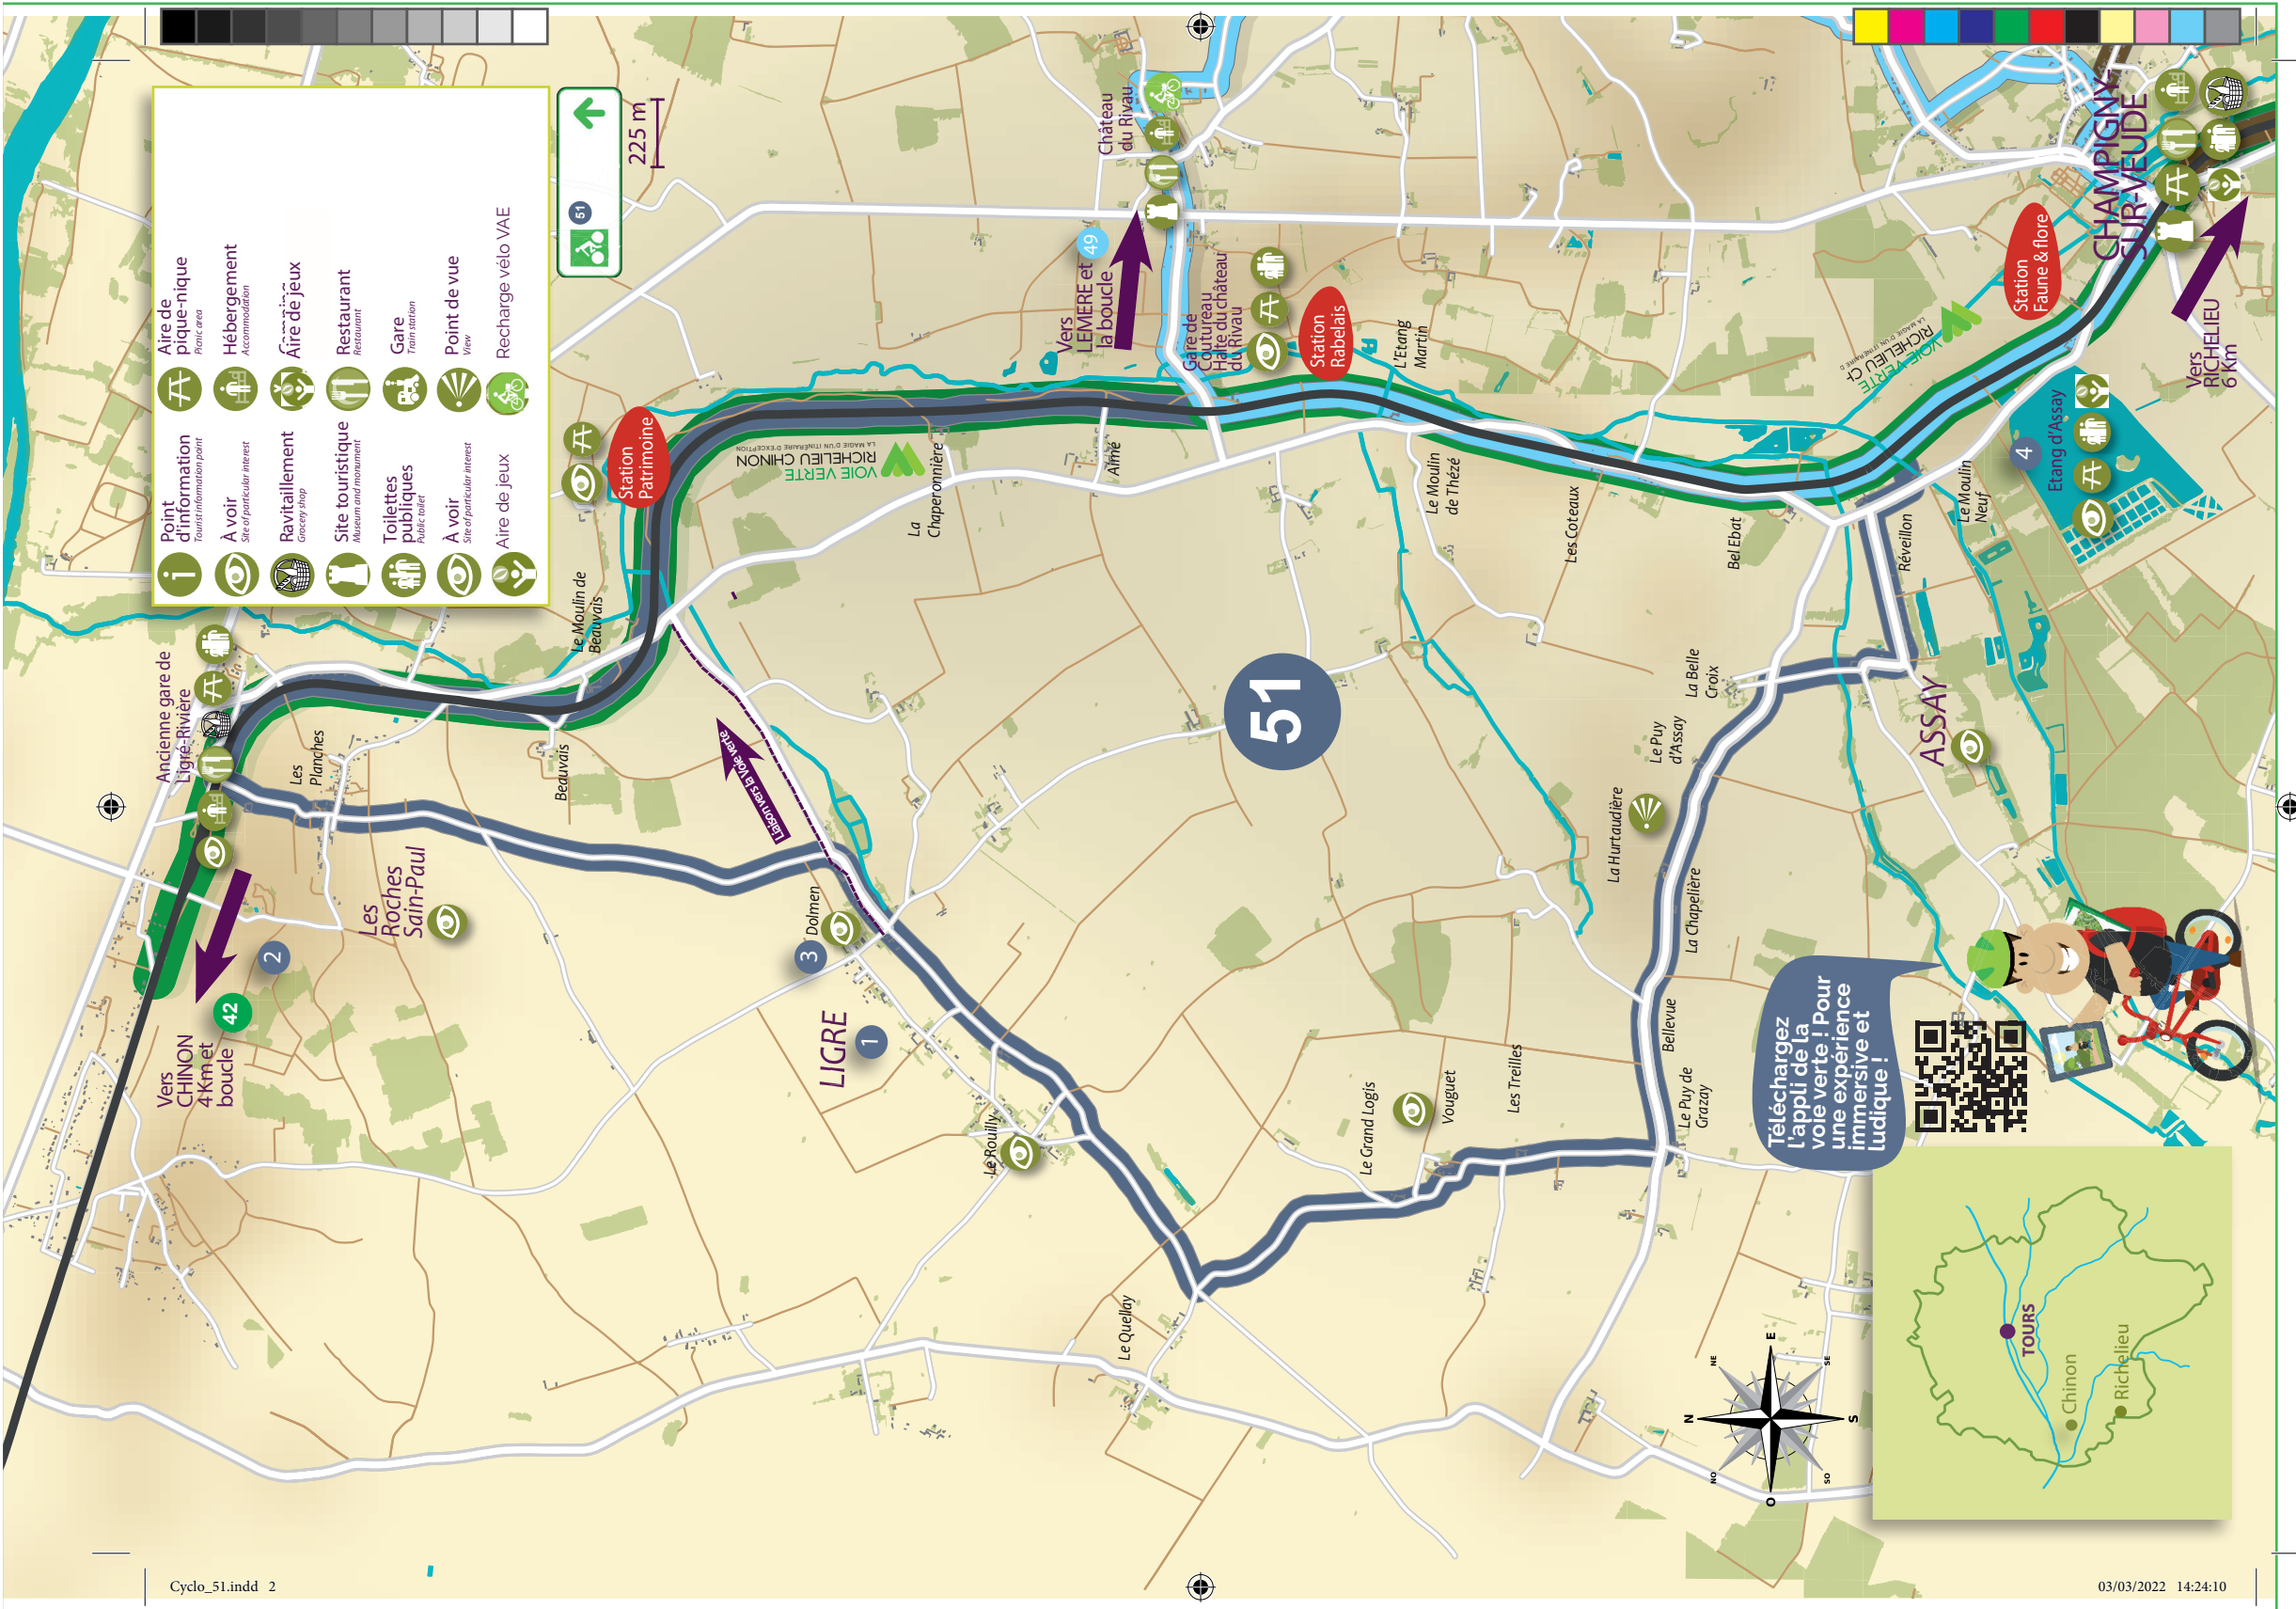 Point
d'information
Tourist information point
À voir
Site of particular interest
Ravitaillement
Grocery shop
Site touristique
Museum and monument
Toilettes
publiques
Public toilet
À voir
Site of particular interest
Aire de jeux
Aire de
pique-nique
Picnic area
Hébergement
Accommodation
Aire de jeux
Restaurant
Restaurant
Gare
Train station
Point de vue
View
Recharge vélo VAE
51
225 m
Ancienne gare de
Ligré-Rivière
Vers
CHINON
4 Km et
boucle
42
2
Les
Planches
Les
Roches
Sain-Paul
Beauvais
Le Moulin de
Beauvais
Station
Patrimoine
VOIE VERTE
RICHELIEU CHINON
LA MAGIE D'UN ITINÉRAIRE D'EXCEPTION
Liaison vers la Voie verte
Dolmen
3
LIGRE
1
La
Chaperonnière
Aimé
Le Rouilly
Le Quellay
Château
du Rivau
49
Vers
LEMERE et
la boucle
Gare de
Coutureau
Halte du château
du Rivau
Station
Rabelais
L'Etang
Martin
51
Le Moulin
de Thézé
Les Coteaux
Bel Ebat
Le Grand Logis
Vouguet
Les Treilles
La Hurtaudière
Le Puy
d'Assay
La Belle
Croix
La Chapelière
Bellevue
Le Puy de
Grazay
Réveillon
Le Moulin
Neuf
ASSAY
4
Etang d'Assay
VOIE VERTE
Station
Faune & flore
CHAMPIGNY-
SUR-VEUDE
Vers
RICHELIEU
6 Km
Téléchargez
l'appli de la
voie verte ! Pour
une expérience
immersive et
ludique !
N
NE
E
SE
S
SO
O
NO
TOURS
Chinon
Richelieu
Cyclo_51.indd 2
03/03/2022 14:24:10